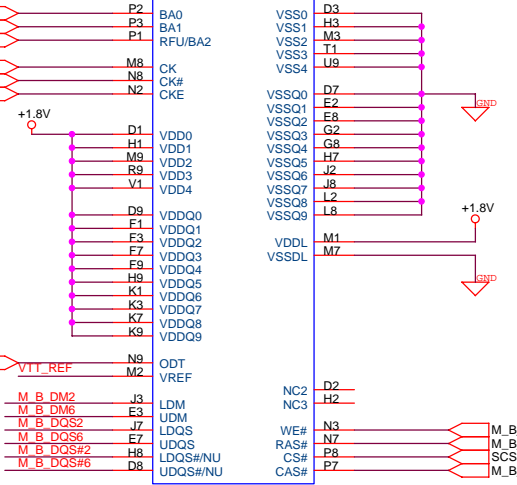 P2 BA0 VSS0 D3
P3 BA1 VSS1 H3
P1 RFU/BA2 VSS2 M3
VSS3 T1
M8 CK VSS4 U9
N8 CK#
N2 CKE VSSQ0 D7
GND
VSSQ1 E2
+1.8V VSSQ2 E8
D1 VDD0 VSSQ3 G2
H1 VDD1 VSSQ4 G8
M9 VDD2 VSSQ5 H7
R9 VDD3 VSSQ6 J2
V1 VDD4 VSSQ7 J8
VSSQ8 L2
D9 VDDQ0 VSSQ9 L8
+1.8V
F1 VDDQ1
F3 VDDQ2 VDDL M1
F7 VDDQ3 VSSDL M7
F9 VDDQ4
H9 VDDQ5 GND
K1 VDDQ6
K3 VDDQ7
K7 VDDQ8
K9 VDDQ9
N9 ODT
VTT_REF M2 VREF
NC2 D2
M_B_DM2 J3 LDM NC3 H2
M_B_DM6 E3 UDM
M_B_DQS2 J7 LDQS WE# N3 M_B
M_B_DQS6 E7 UDQS RAS# N7 M_B
M_B_DQS#2 H8 LDQS#/NU CS# P8 SCS
M_B_DQS#6 D8 UDQS#/NU CAS# P7 M_B